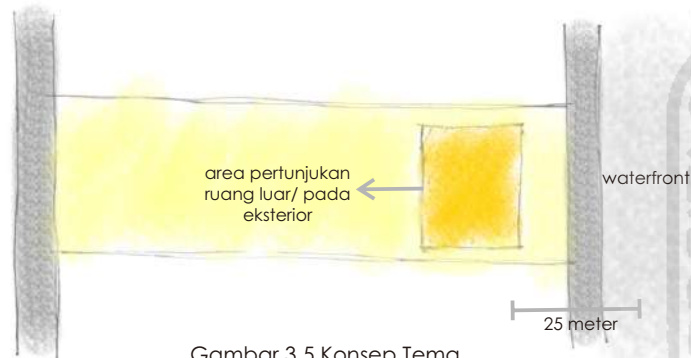 area pertunjukan
ruang luar/ pada
eksterior
waterfront
25 meter
Gambar 3.5 Konsep Tema